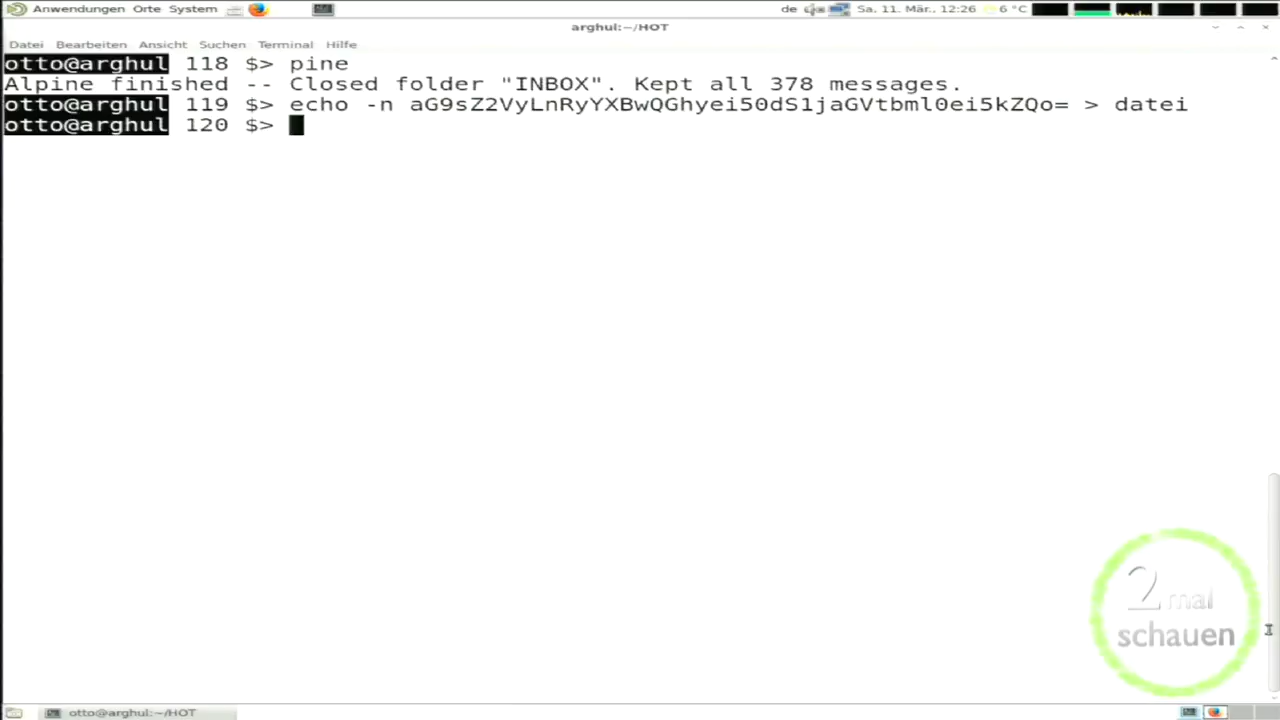 Anwendungen Orte System
de
Sa. 11. Mär., 12:26
6 °C
arghul:~/HOT
Datei Bearbeiten Ansicht Suchen Terminal Hilfe
otto@arghul 118 $> pine
Alpine finished -- Closed folder "INBOX". Kept all 378 messages.
otto@arghul 119 $> echo -n aG9sZ2VyLnRyYXBwQGhyei50dS1jaGVtbml0ei5kZQo= > datei
otto@arghul 120 $>
2
mal
schauen
otto@arghul:~/HOT